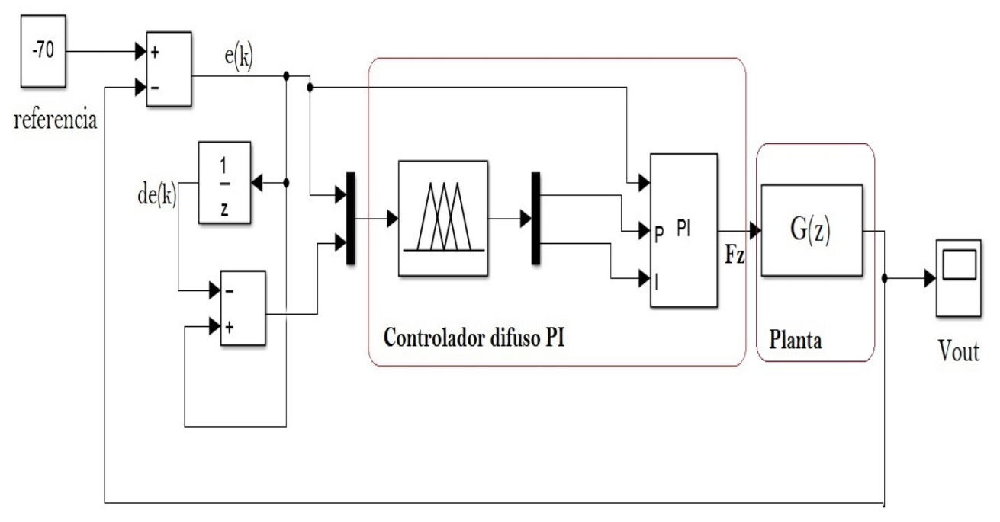 -70
referencia
+
−
e(k)
1
z
de(k)
−
+
P
PI
I
Fz
Controlador difuso PI
G(z)
Planta
Vout